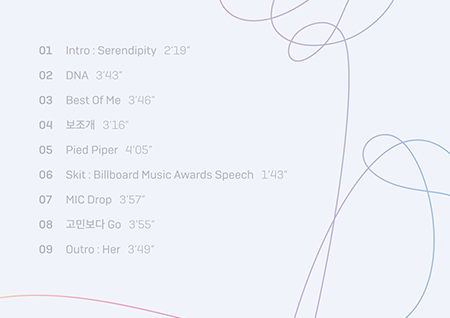 01 Intro : Serendipity 2'19"
02 DNA 3'43"
03 Best Of Me 3'46"
04 보조개 3'16"
05 Pied Piper 4'05"
06 Skit : Billboard Music Awards Speech 1'43"
07 MIC Drop 3'57"
08 고민보다 Go 3'55"
09 Outro : Her 3'49"